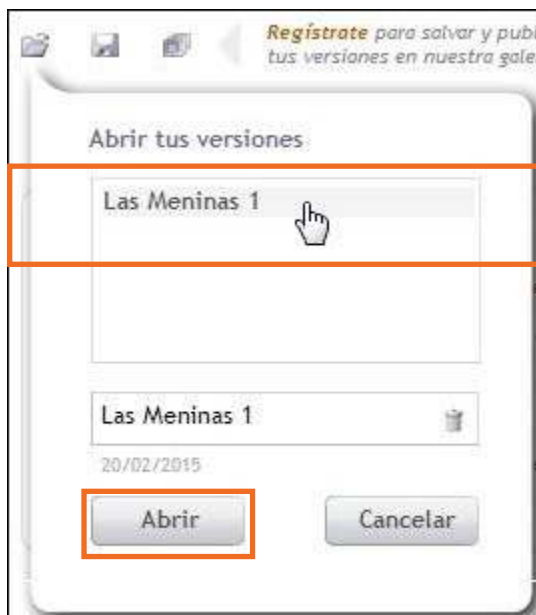 Regístrate para salvar y publi
tus versiones en nuestra gale
Abrir tus versiones
Las Meninas 1
Las Meninas 1
20/02/2015
Abrir
Cancelar